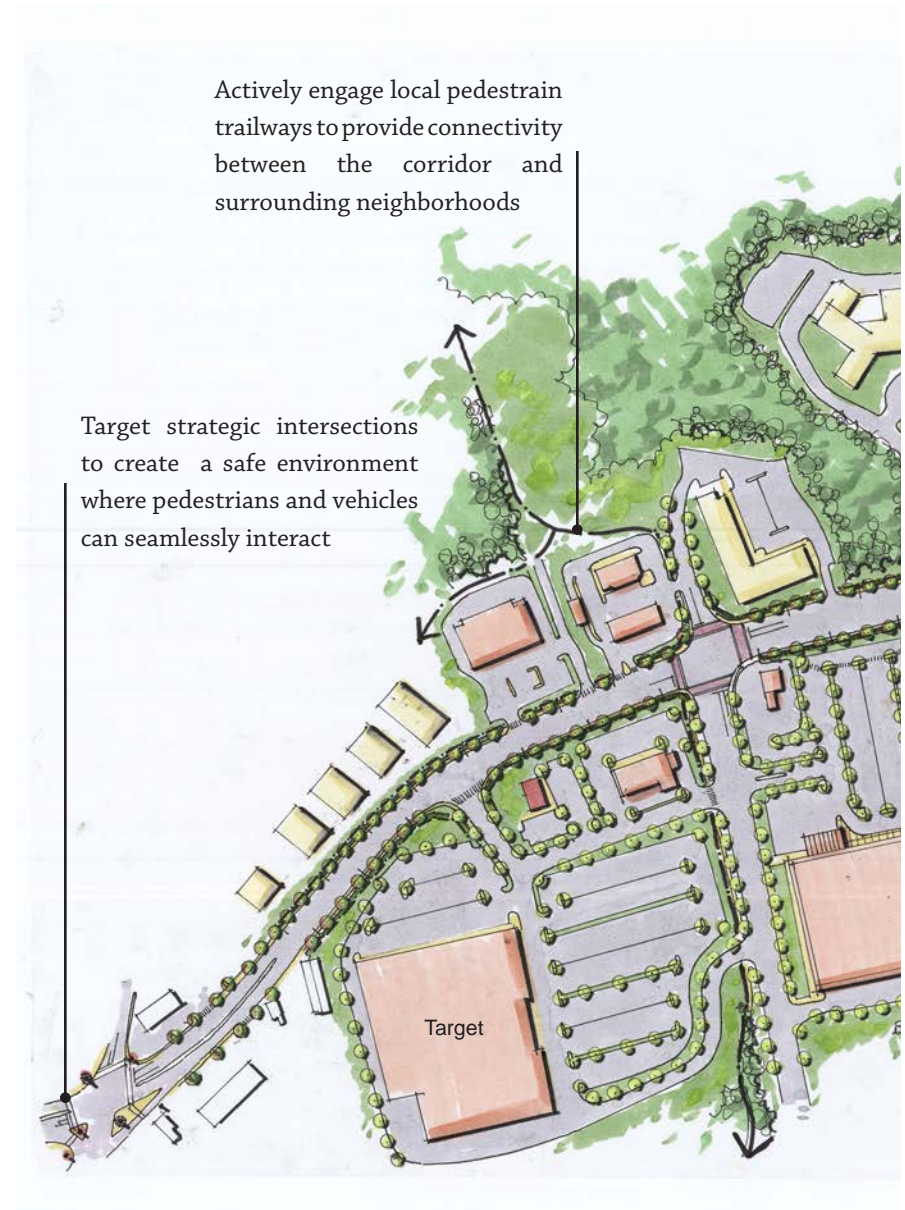 Actively engage local pedestrain
trailways to provide connectivity
between the corridor and
surrounding neighborhoods
Target strategic intersections
to create a safe environment
where pedestrians and vehicles
can seamlessly interact
Target